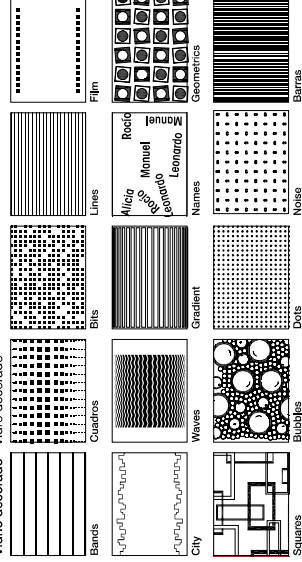 Bands Cuadros Bits Lines Film
Alicia
Rocío
Rocío
Manuel
Leonardo
Leonardo
Manuel
City Waves Gradient Names Geometrics
Squares Bubbles Dots Noise Barras